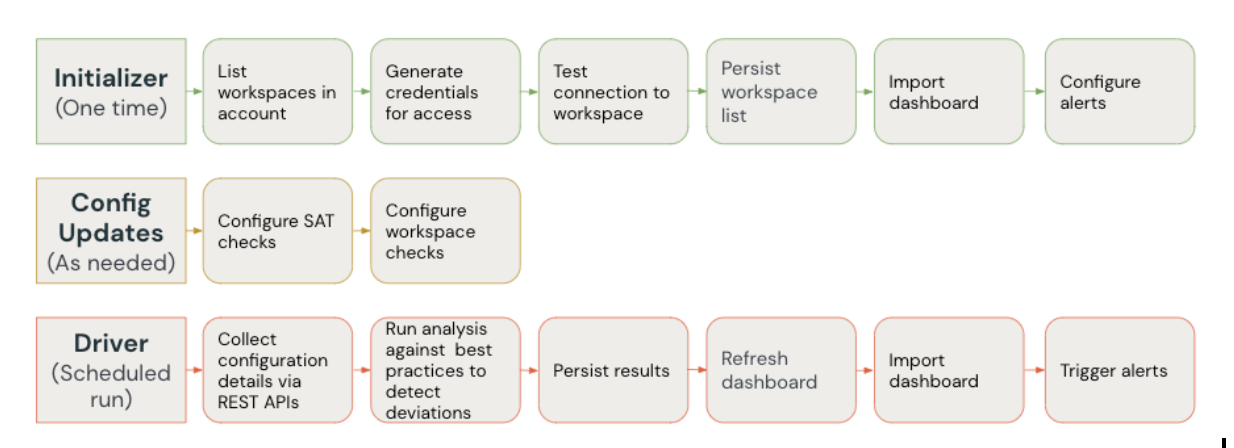 Initializer
(One time)
List
workspaces in
account
Generate
credentials
for access
Test
connection to
workspace
Persist
workspace
list
Import
dashboard
Configure
alerts
Config
Updates
(As needed)
Configure SAT
checks
Configure
workspace
checks
Driver
(Scheduled
run)
Collect
configuration
details via
REST APIs
Run analysis
against best
practices to
detect
deviations
Persist results
Refresh
dashboard
Import
dashboard
Trigger alerts